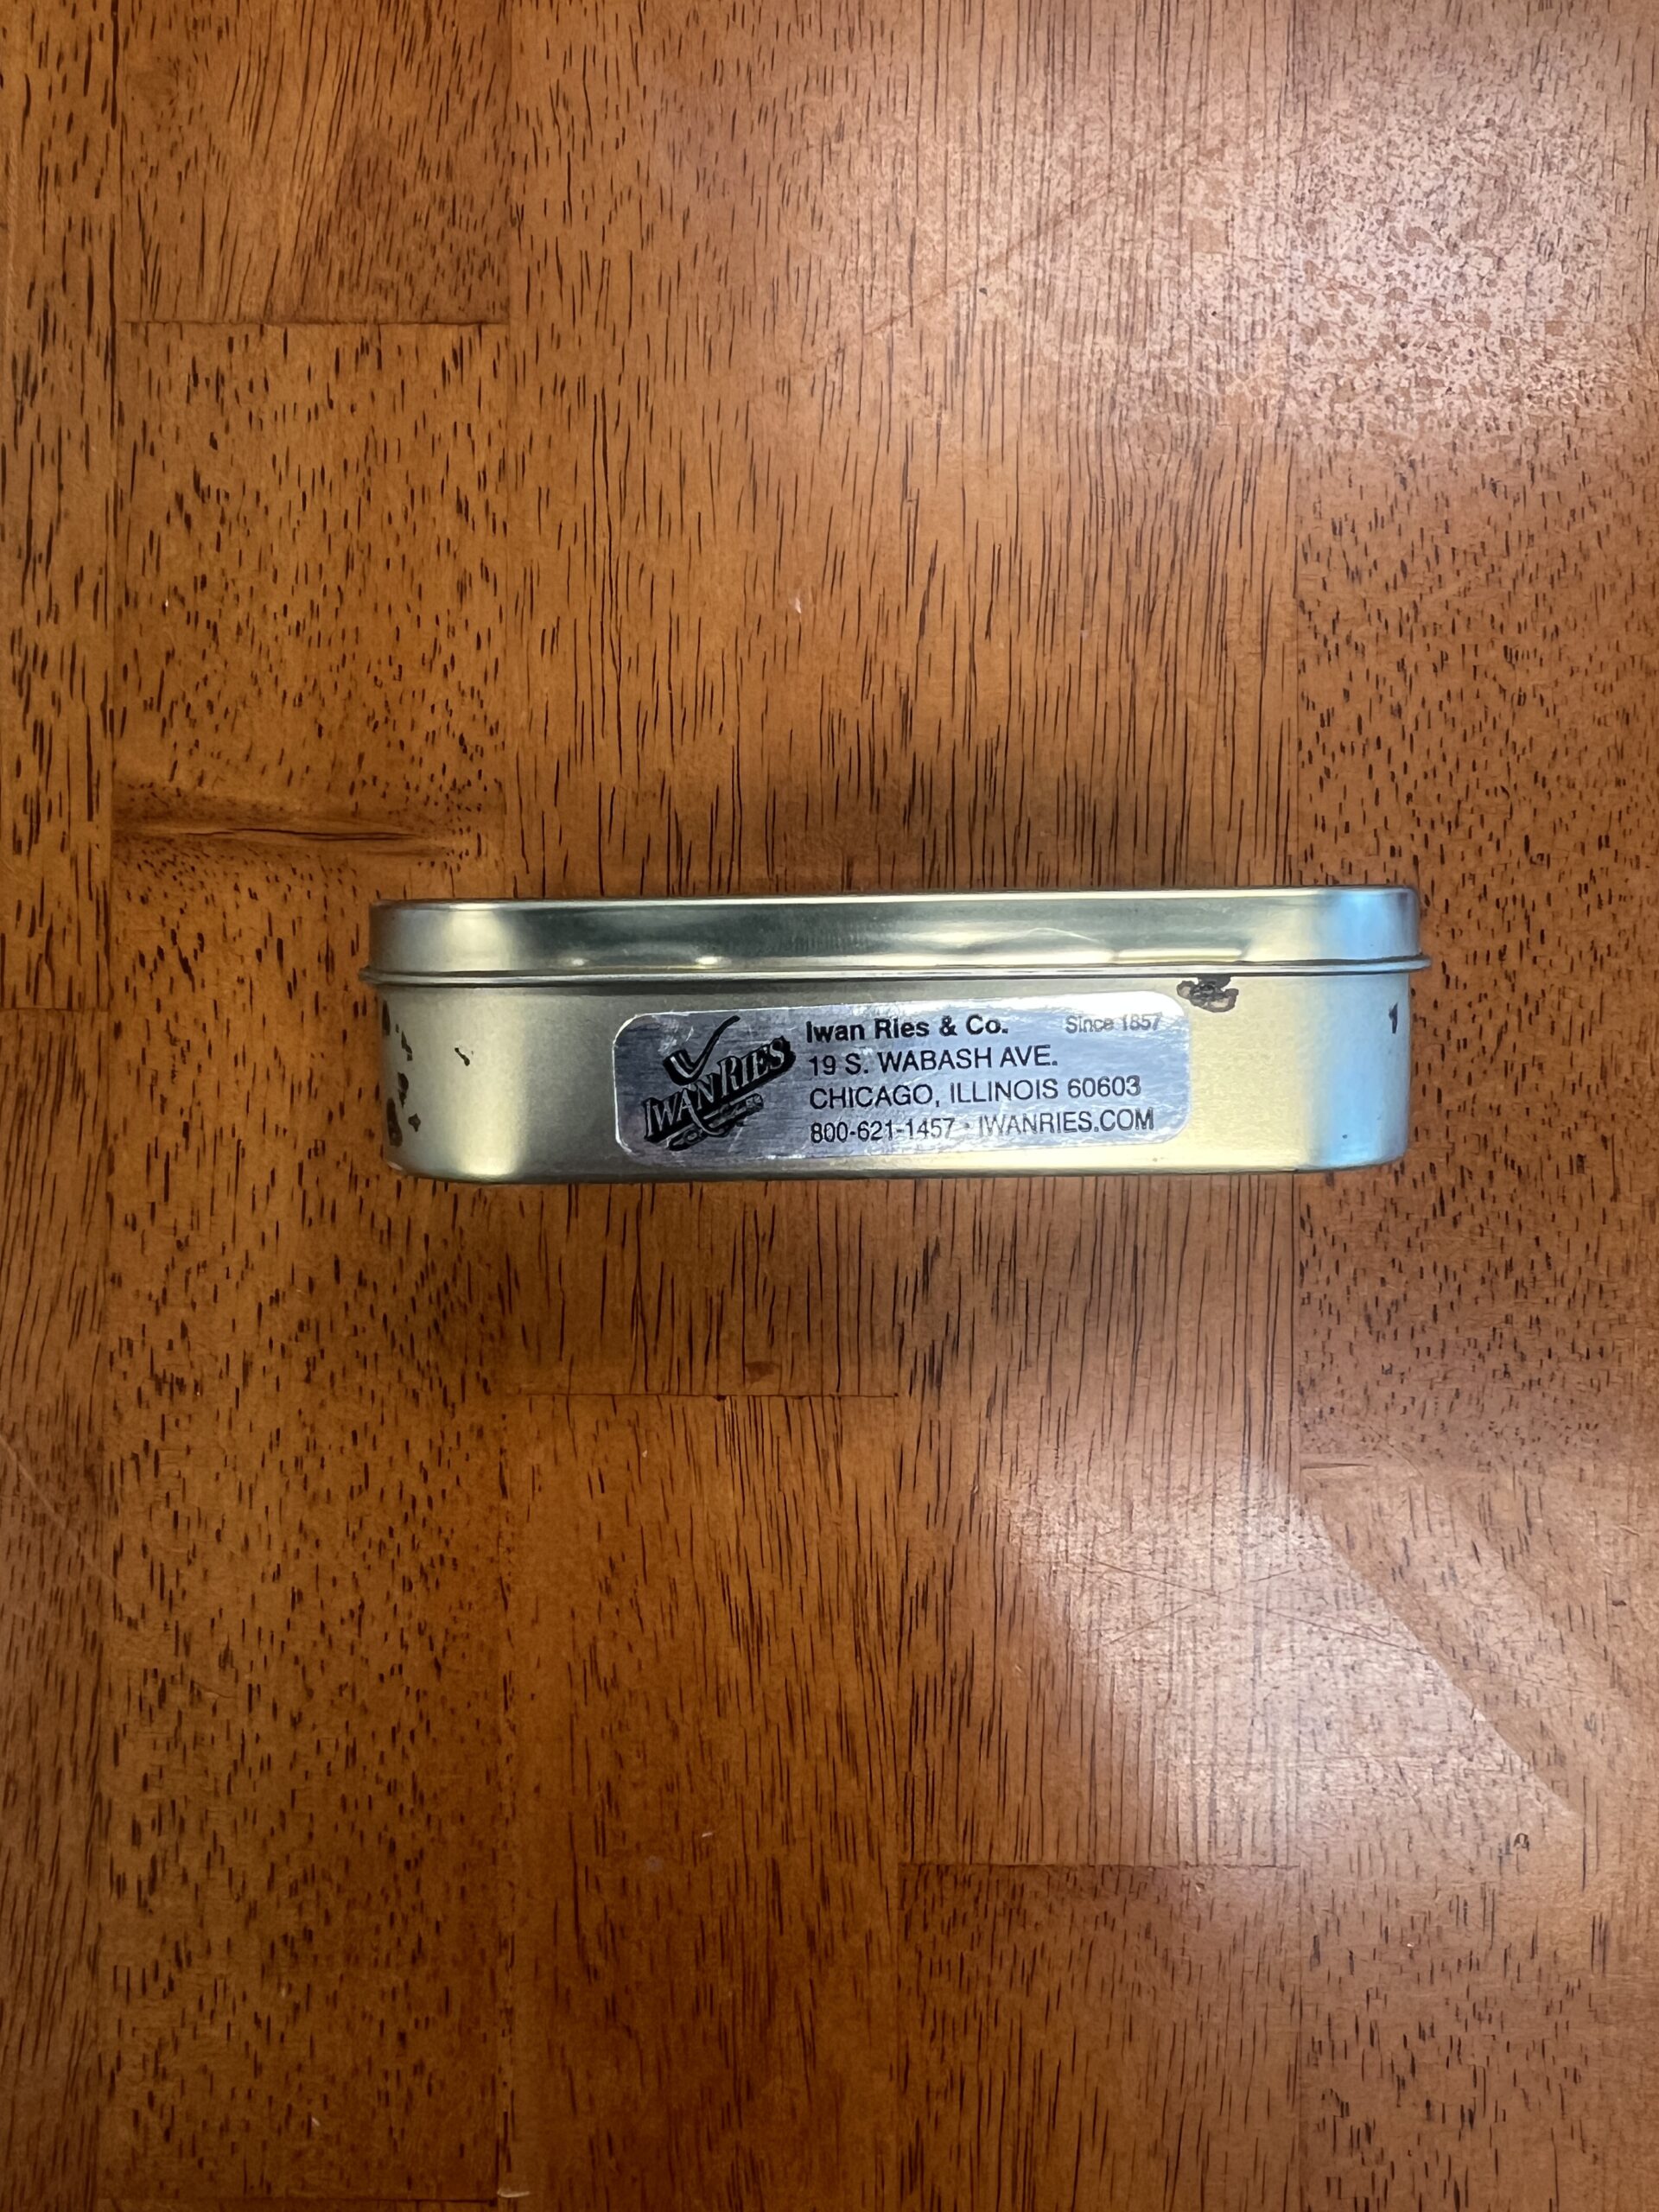 IWAN RIES
Iwan Ries & Co. Since 1857
19 S. WABASH AVE.
CHICAGO, ILLINOIS 60603
800-621-1457 • IWANRIES.COM